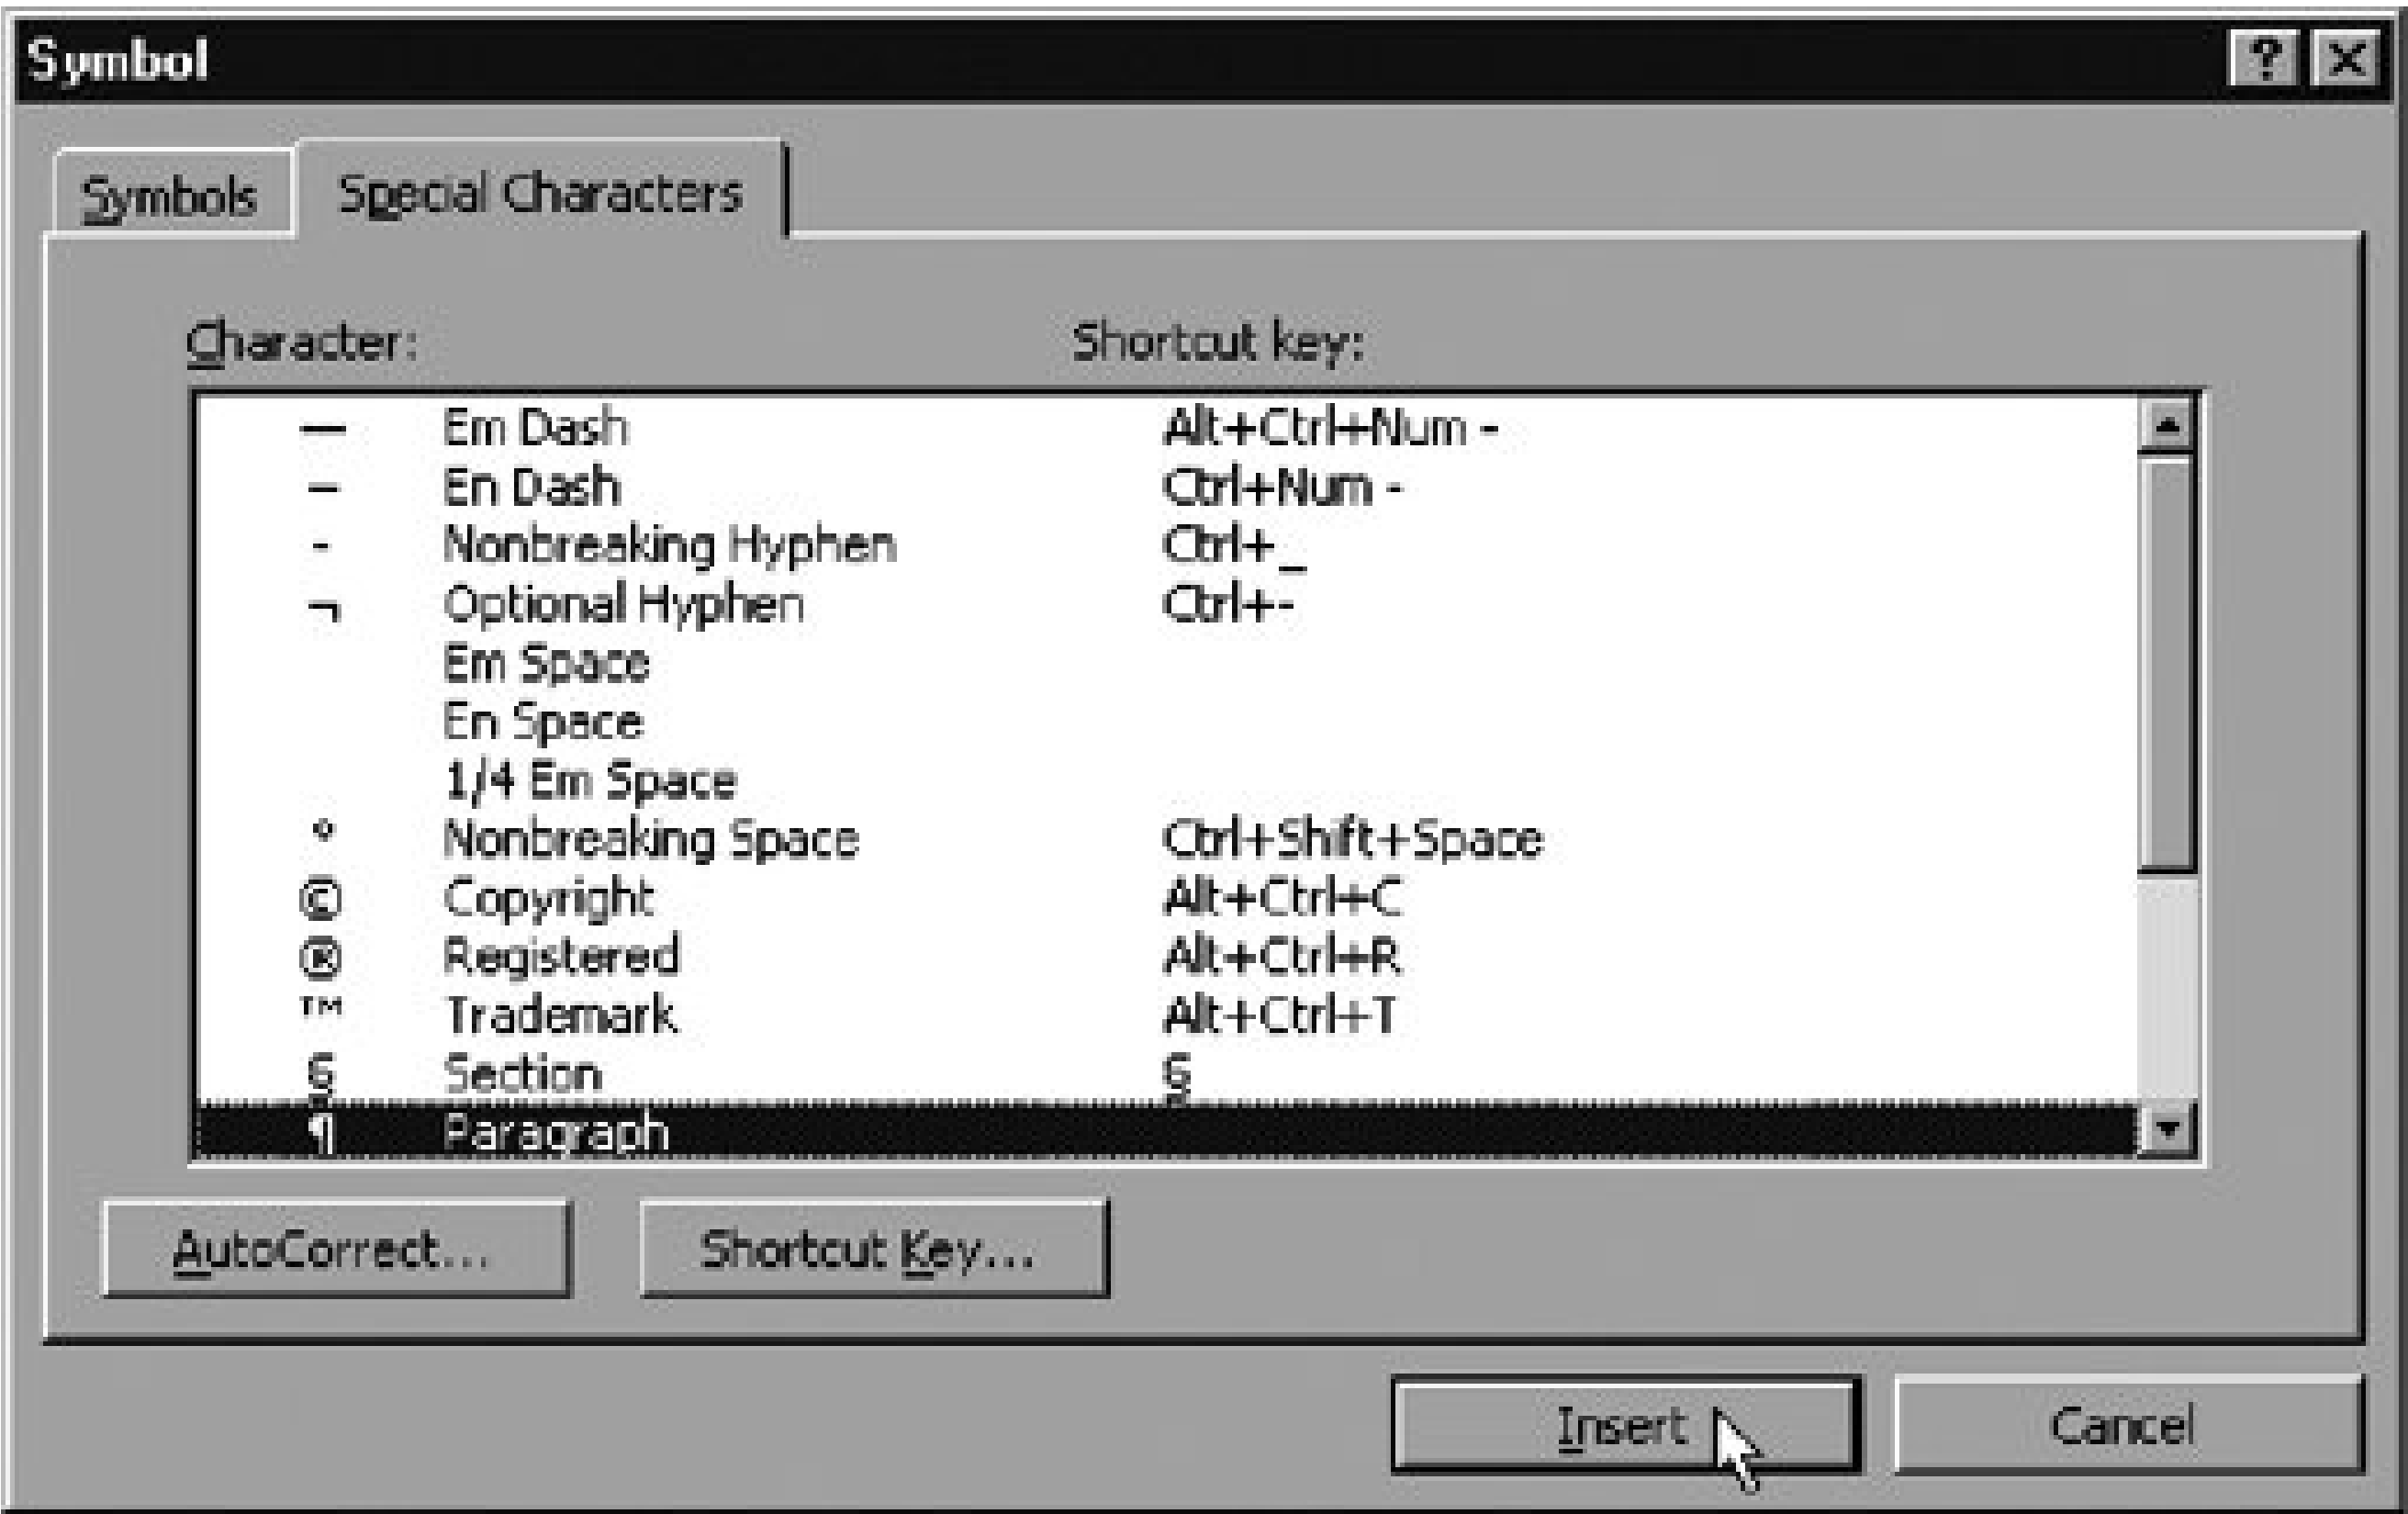 Symbol
Symbols Special Characters
Character: Shortcut key:
— Em Dash Alt+Ctrl+Num -
– En Dash Ctrl+Num -
- Nonbreaking Hyphen Ctrl+_
¬ Optional Hyphen Ctrl+-
Em Space
En Space
1/4 Em Space
° Nonbreaking Space Ctrl+Shift+Space
© Copyright Alt+Ctrl+C
® Registered Alt+Ctrl+R
™ Trademark Alt+Ctrl+T
§ Section §
¶ Paragraph
AutoCorrect... Shortcut Key...
Insert Cancel